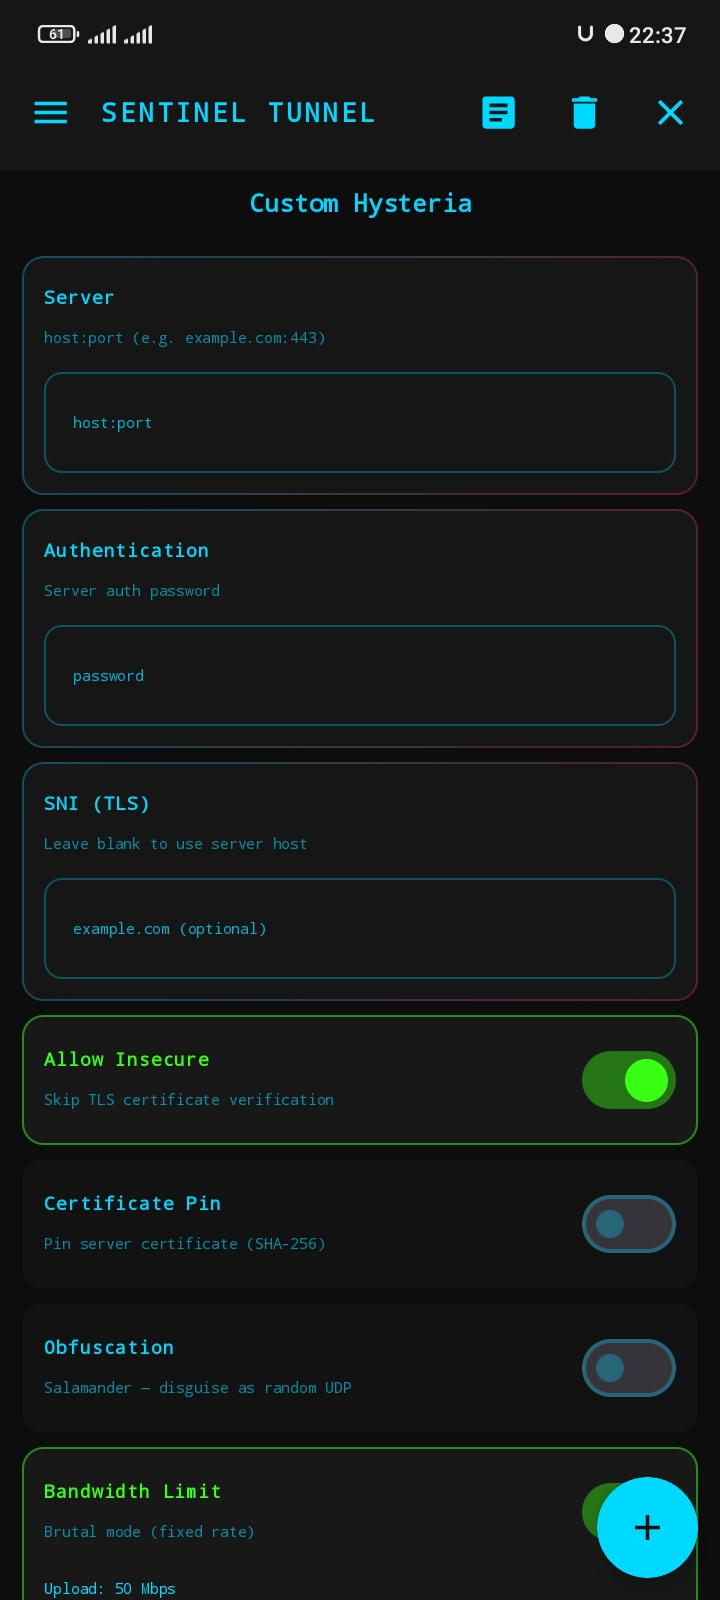 61
22:37
SENTINEL TUNNEL
Custom Hysteria
Server
host:port (e.g. example.com:443)
host:port
Authentication
Server auth password
password
SNI (TLS)
Leave blank to use server host
example.com (optional)
Allow Insecure
Skip TLS certificate verification
Certificate Pin
Pin server certificate (SHA-256)
Obfuscation
Salamander — disguise as random UDP
Bandwidth Limit
Brutal mode (fixed rate)
Upload: 50 Mbps